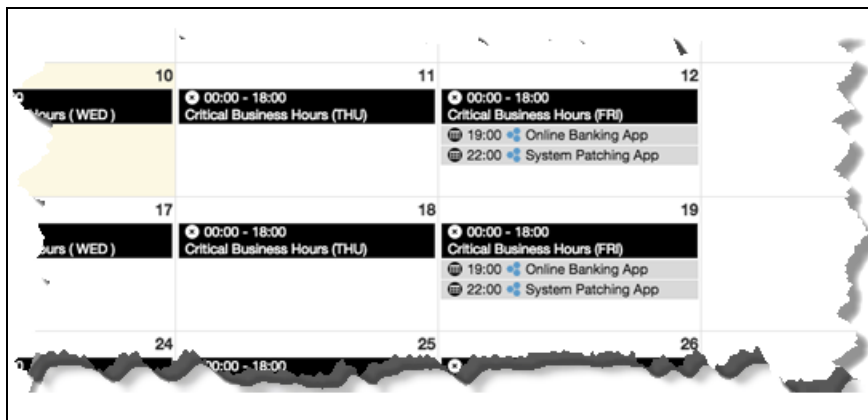 10
11
12
Hours ( WED )
00:00 - 18:00
Critical Business Hours (THU)
00:00 - 18:00
Critical Business Hours (FRI)
19:00 Online Banking App
22:00 System Patching App
17
18
19
Hours ( WED )
00:00 - 18:00
Critical Business Hours (THU)
00:00 - 18:00
Critical Business Hours (FRI)
19:00 Online Banking App
22:00 System Patching App
24
25
26
00:00 - 18:00